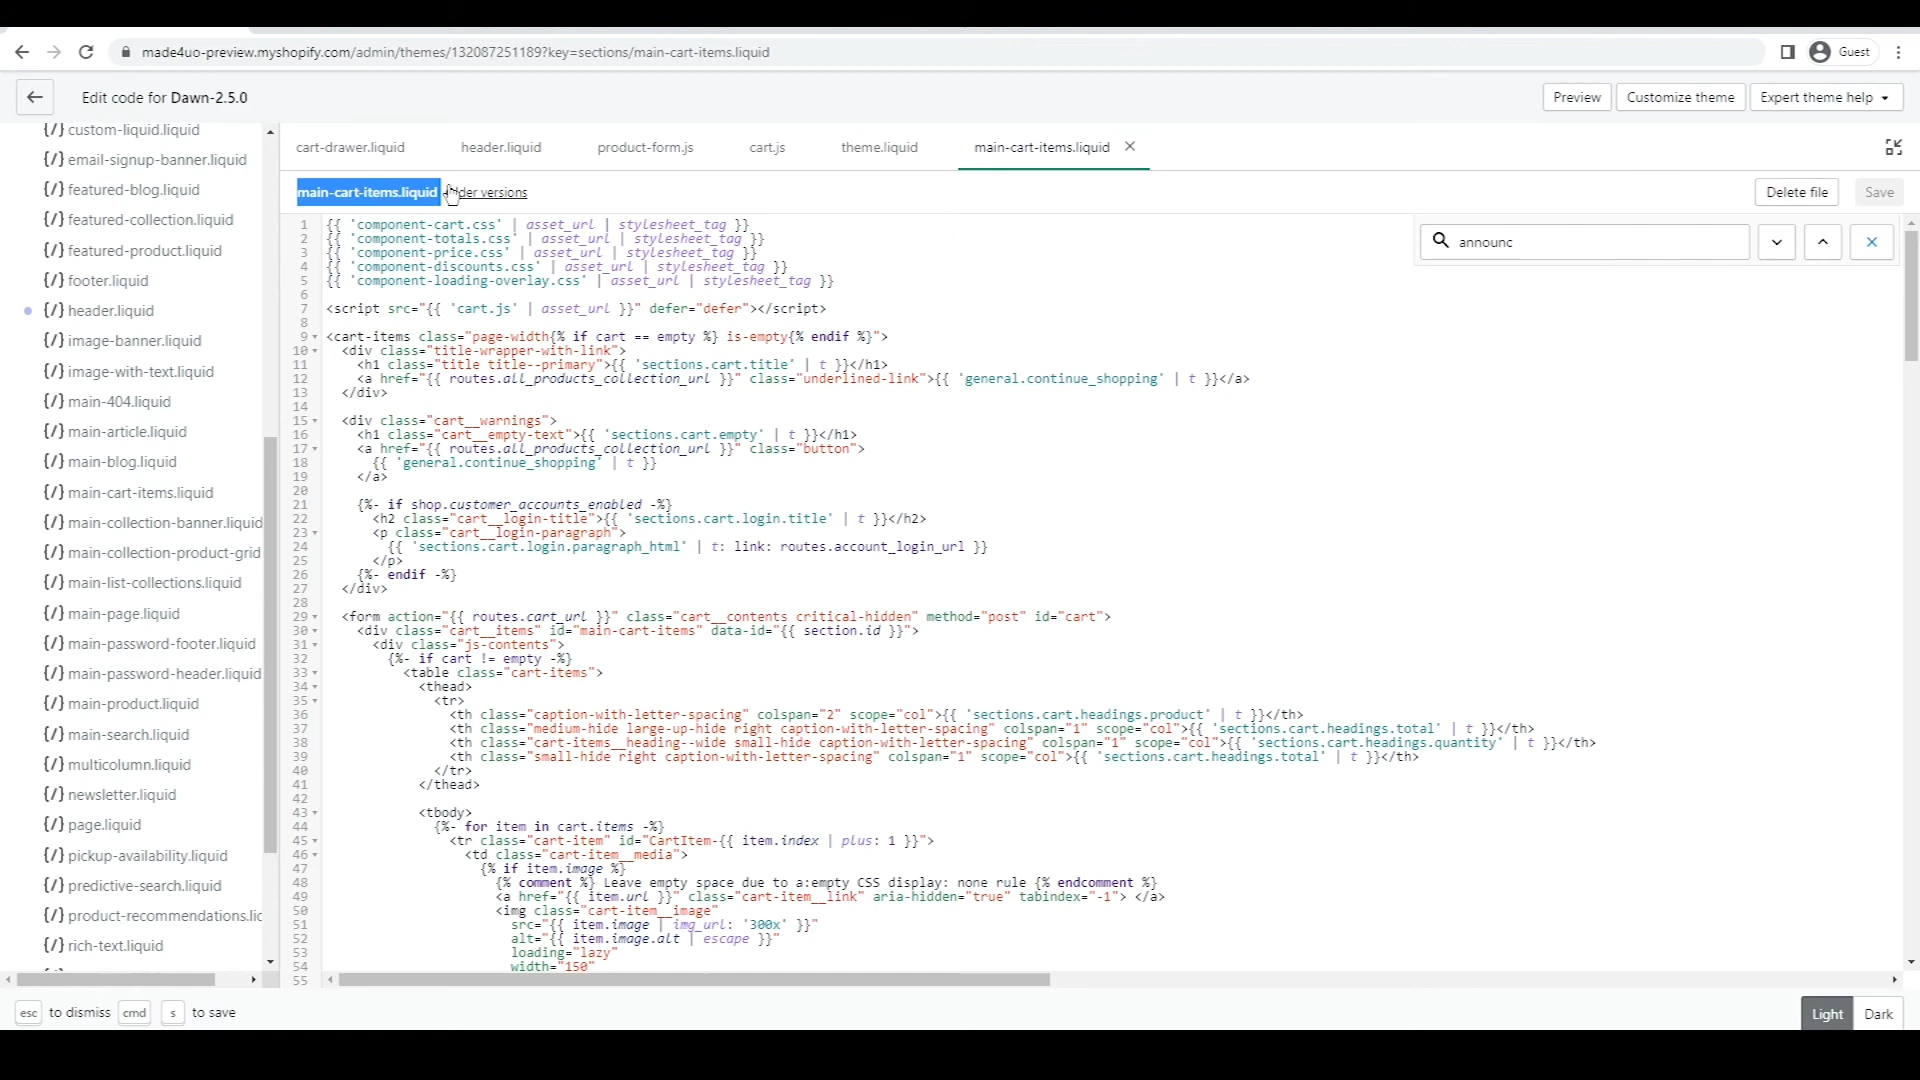 made4uo-preview.myshopify.com/admin/themes/132087251189?key=sections/main-cart-items.liquid
Guest
Edit code for Dawn-2.5.0
Preview
Customize theme
Expert theme help
custom-liquid.liquid
{/} email-signup-banner.liquid
{/} featured-blog.liquid
{/} featured-collection.liquid
{/} featured-product.liquid
{/} footer.liquid
{/} header.liquid
{/} image-banner.liquid
{/} image-with-text.liquid
{/} main-404.liquid
{/} main-article.liquid
{/} main-blog.liquid
{/} main-cart-items.liquid
{/} main-collection-banner.liquid
{/} main-collection-product-grid
{/} main-list-collections.liquid
{/} main-page.liquid
{/} main-password-footer.liquid
{/} main-password-header.liquid
{/} main-product.liquid
{/} main-search.liquid
{/} multicolumn.liquid
{/} newsletter.liquid
{/} page.liquid
{/} pickup-availability.liquid
{/} predictive-search.liquid
{/} product-recommendations.lic
{/} rich-text.liquid
cart-drawer.liquid
header.liquid
product-form.js
cart.js
theme.liquid
main-cart-items.liquid
main-cart-items.liquid
versions
Delete file
Save
announc
1 {{ 'component-cart.css' | asset_url | stylesheet_tag }}
2 {{ 'component-totals.css' | asset_url | stylesheet_tag }}
3 {{ 'component-price.css' | asset_url | stylesheet_tag }}
4 {{ 'component-discounts.css' | asset_url | stylesheet_tag }}
5 {{ 'component-loading-overlay.css' | asset_url | stylesheet_tag }}
6
7 <script src="{{ 'cart.js' | asset_url }}" defer="defer"></script>
8
9 <cart-items class="page-width{% if cart == empty %} is-empty{% endif %}">
10 <div class="title-wrapper-with-link">
11 <h1 class="title title--primary">{{ 'sections.cart.title' | t }}</h1>
12 <a href="{{ routes.all_products_collection_url }}" class="underlined-link">{{ 'general.continue_shopping' | t }}</a>
13 </div>
14
15 <div class="cart__warnings">
16 <h1 class="cart__empty-text">{{ 'sections.cart.empty' | t }}</h1>
17 <a href="{{ routes.all_products_collection_url }}" class="button">
18 {{ 'general.continue_shopping' | t }}
19 </a>
20
21 {%- if shop.customer_accounts_enabled -%}
22 <h2 class="cart__login-title">{{ 'sections.cart.login.title' | t }}</h2>
23 <p class="cart__login-paragraph">
24 {{ 'sections.cart.login.paragraph_html' | t: link: routes.account_login_url }}
25 </p>
26 {%- endif -%}
27 </div>
28
29 <form action="{{ routes.cart_url }}" class="cart__contents critical-hidden" method="post" id="cart">
30 <div class="cart__items" id="main-cart-items" data-id="{{ section.id }}">
31 <div class="js-contents">
32 {%- if cart != empty -%}
33 <table class="cart-items">
34 <thead>
35 <tr>
36 <th class="caption-with-letter-spacing" colspan="2" scope="col">{{ 'sections.cart.headings.product' | t }}</th>
37 <th class="medium-hide large-up-hide right caption-with-letter-spacing" colspan="1" scope="col">{{ 'sections.cart.headings.total' | t }}</th>
38 <th class="cart-items__heading--wide small-hide caption-with-letter-spacing" colspan="1" scope="col">{{ 'sections.cart.headings.quantity' | t }}</th>
39 <th class="small-hide right caption-with-letter-spacing" colspan="1" scope="col">{{ 'sections.cart.headings.total' | t }}</th>
40 </tr>
41 </thead>
42
43 <tbody>
44 {%- for item in cart.items -%}
45 <tr class="cart-item" id="CartItem-{{ item.index | plus: 1 }}">
46 <td class="cart-item__media">
47 {% if item.image %}
48 {% comment %} Leave empty space due to a:empty CSS display: none rule {% endcomment %}
49 <a href="{{ item.url }}" class="cart-item__link" aria-hidden="true" tabindex="-1"> </a>
50 <img class="cart-item__image"
51 src="{{ item.image | img_url: '300x' }}"
52 alt="{{ item.image.alt | escape }}"
53 loading="lazy"
54 width="150"
55
esc to dismiss cmd s to save
Light
Dark